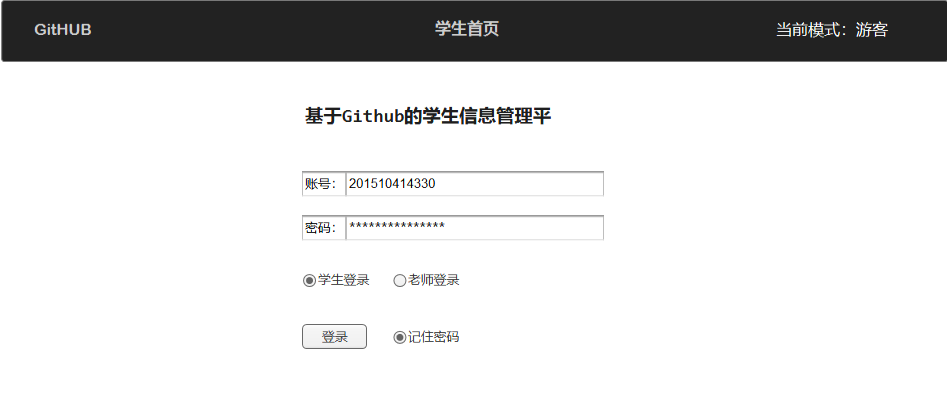 GitHUB 学生首页 当前模式：游客
基于Github的学生信息管理平
账号： 201510414330
密码： ***************
学生登录 老师登录
登录 记住密码